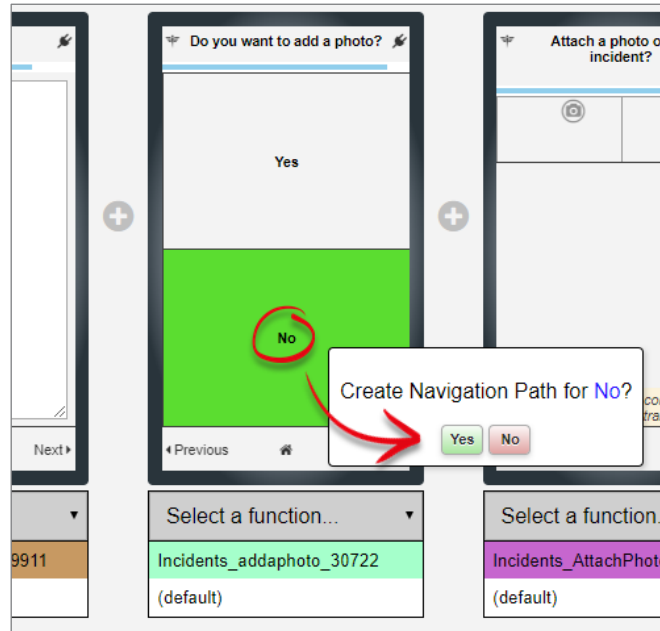 Do you want to add a photo?
Attach a photo o
incident?
Yes
No
Create Navigation Path for No?
Yes
No
Next
Previous
Select a function...
Select a function.
9911
Incidents_addaphoto_30722
Incidents_AttachPhot
(default)
(default)